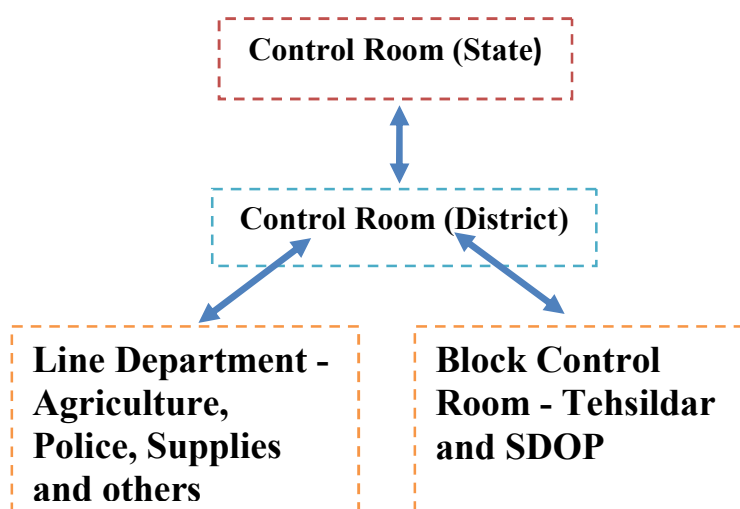 Control Room (State)
Control Room (District)
Line Department -
Agriculture,
Police, Supplies
and others
Block Control
Room - Tehsildar
and SDOP